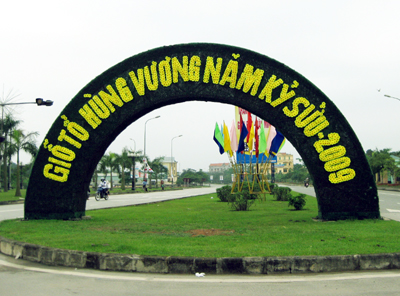 GIỖ TỔ HÙNG VƯƠNG NĂM KỶ SỬU-2009